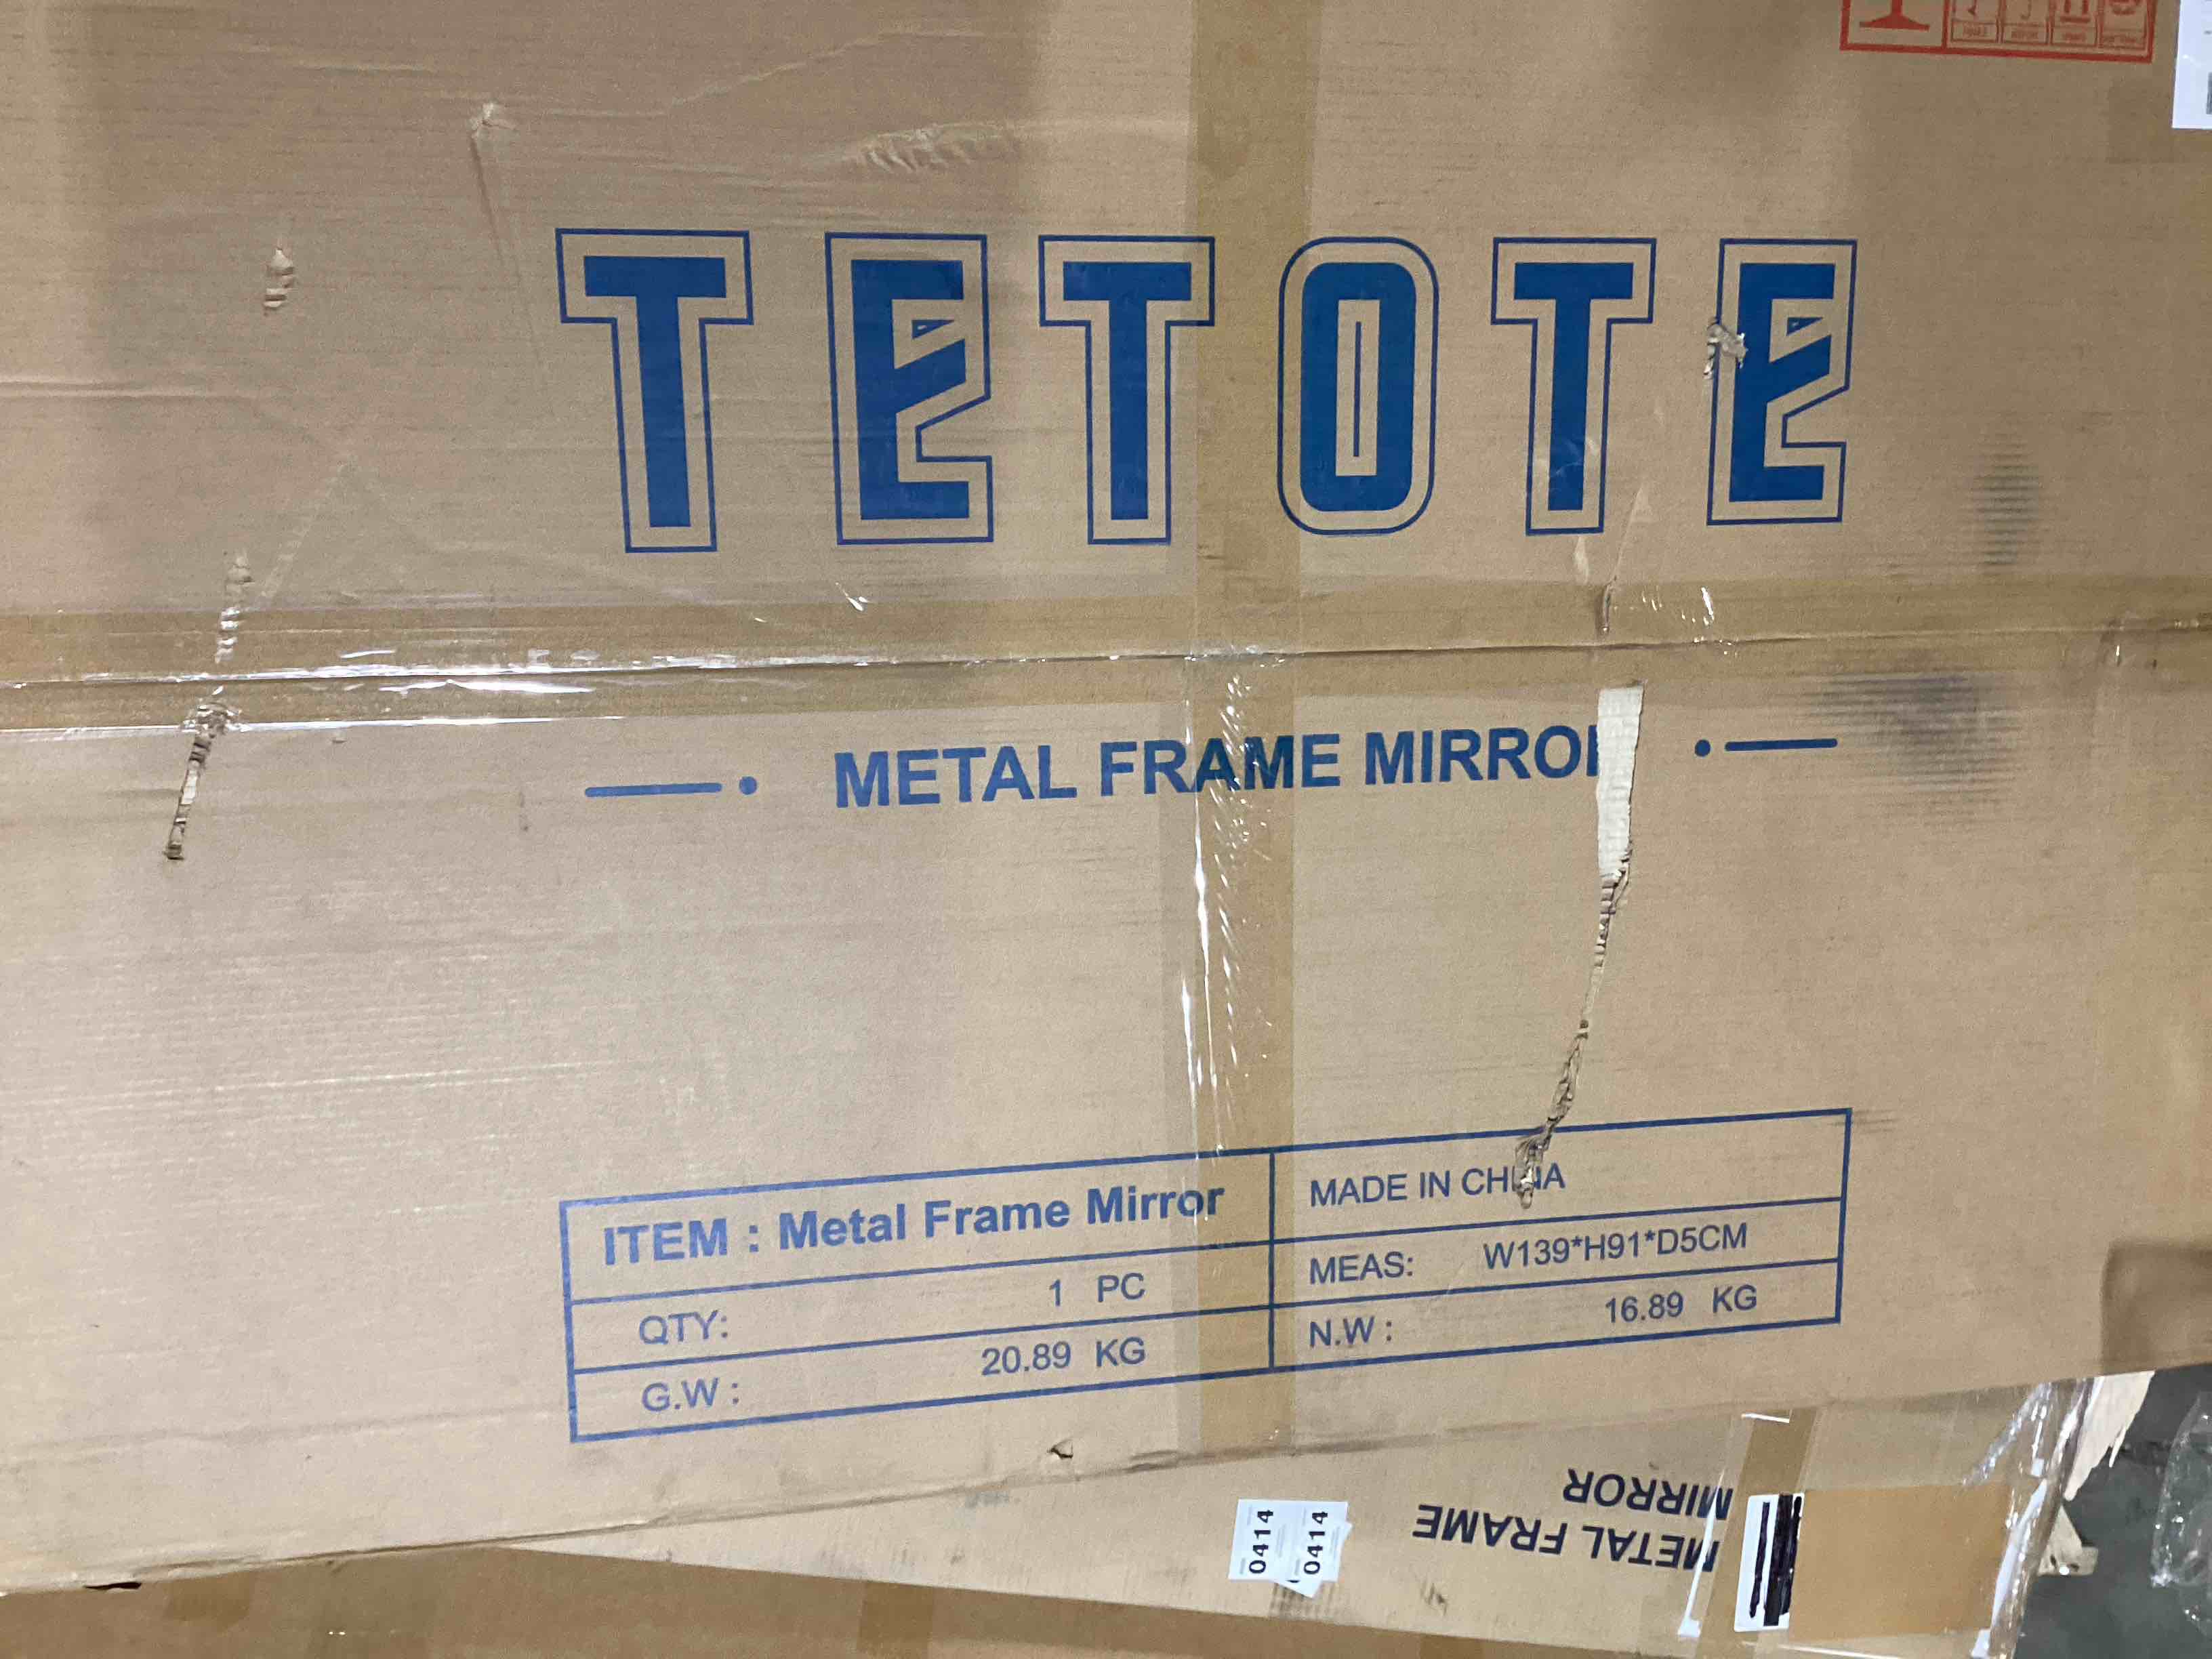 TETOTE
METAL FRAME MIRRO
ITEM : Metal Frame Mirror
MADE IN CHINA
QTY: 1 PC
MEAS: W139*H91*D5CM
G.W : 20.89 KG
N.W : 16.89 KG
METAL FRAME
MIRROR
0414
0414